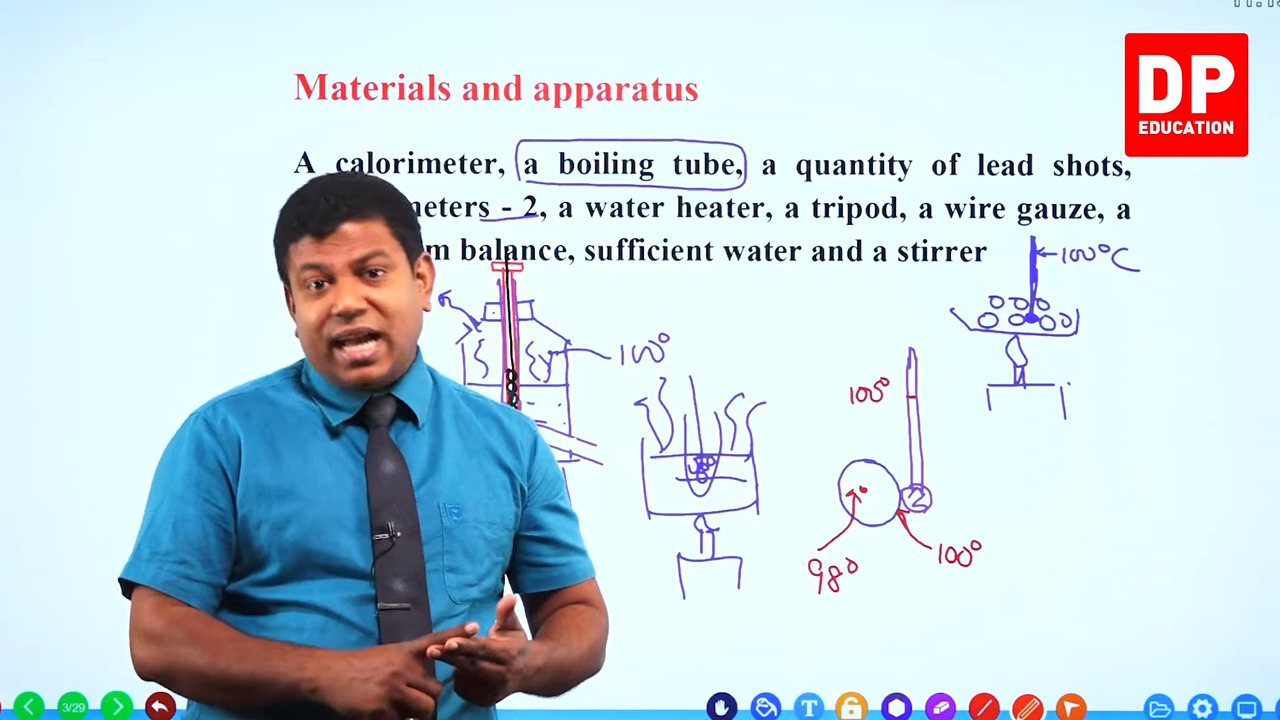 Materials and apparatus
DP
EDUCATION
A calorimeter, a boiling tube, a quantity of lead shots,
meters - 2, a water heater, a tripod, a wire gauze, a
m balance, sufficient water and a stirrer
100°C
100°
100°
98°
100°
3/29